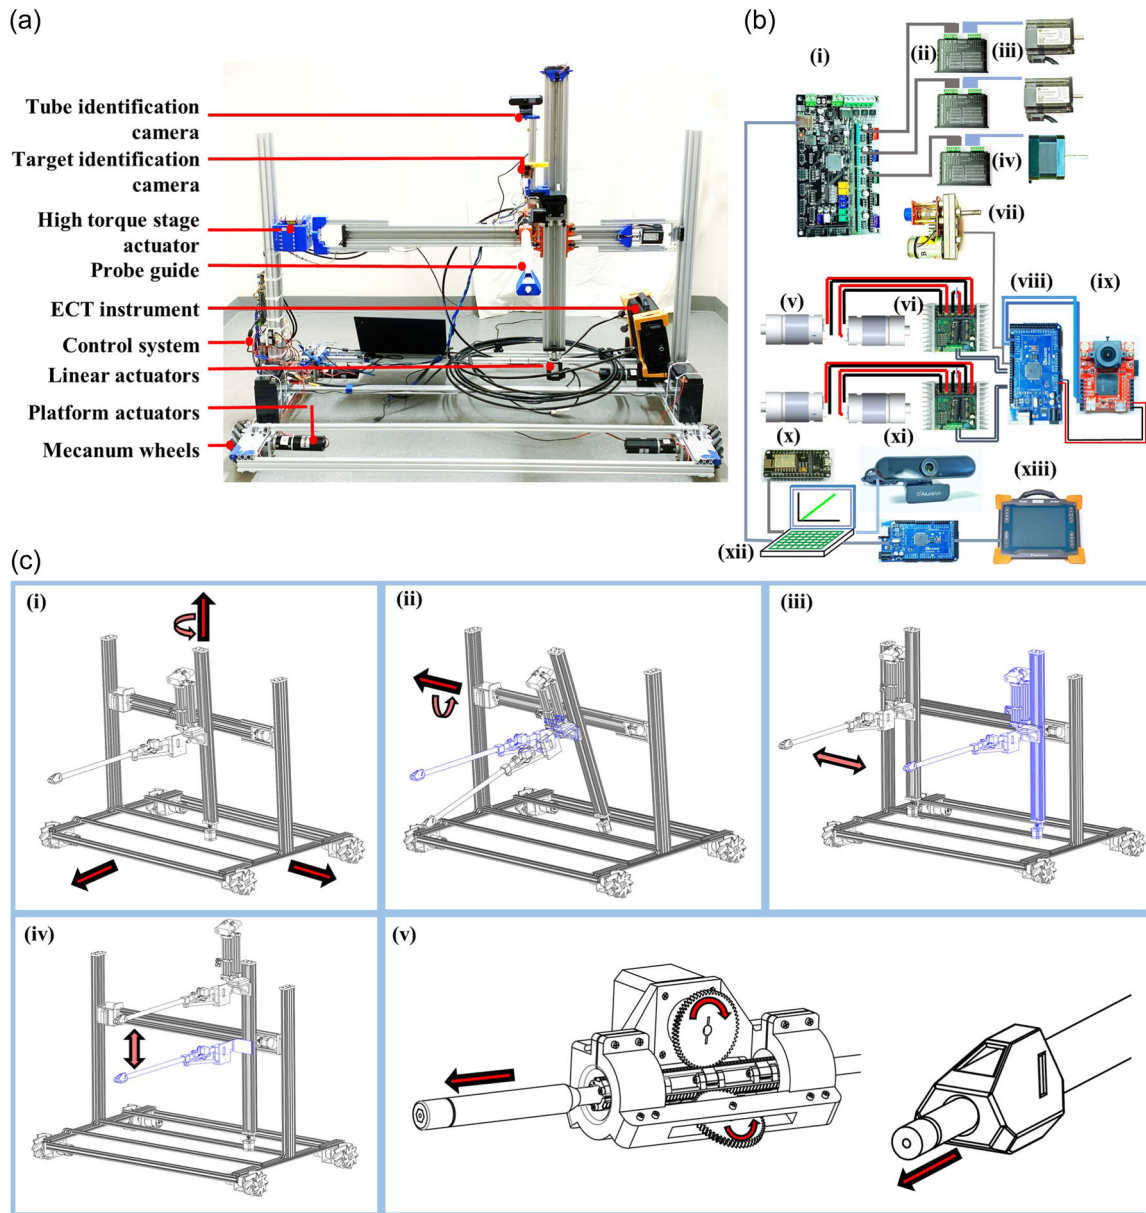 (a)
Tube identification
camera
Target identification
camera
High torque stage
actuator
Probe guide
ECT instrument
Control system
Linear actuators
Platform actuators
Mecanum wheels
(b)
(i)
(ii)
(iii)
(iv)
(vii)
(v)
(vi)
(viii)
(ix)
(x)
(xi)
(xii)
(xiii)
(c)
(i)
(ii)
(iii)
(iv)
(v)